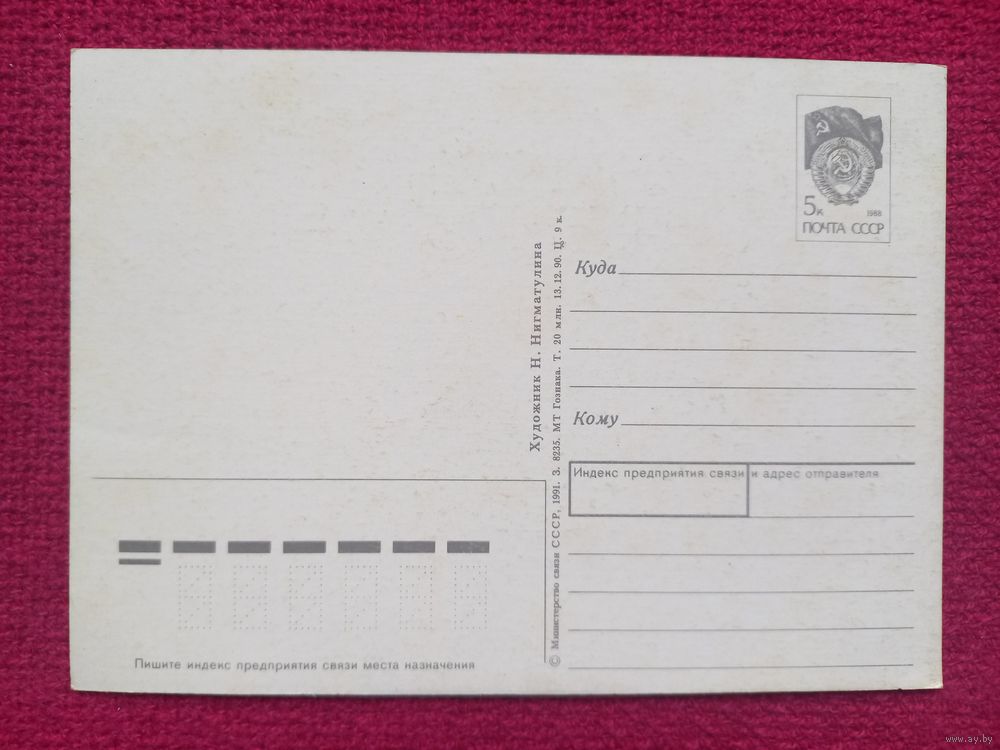 5к 1988
ПОЧТА СССР
Куда
Кому
Индекс предприятия связи и адрес отправителя
Художник Н. Нигматулина
© Министерство связи СССР, 1991. З. 8235. МТ Гознака. Т. 20 млн. 13.12.90. Ц. 9 к.
Пишите индекс предприятия связи места назначения
www.ay.by